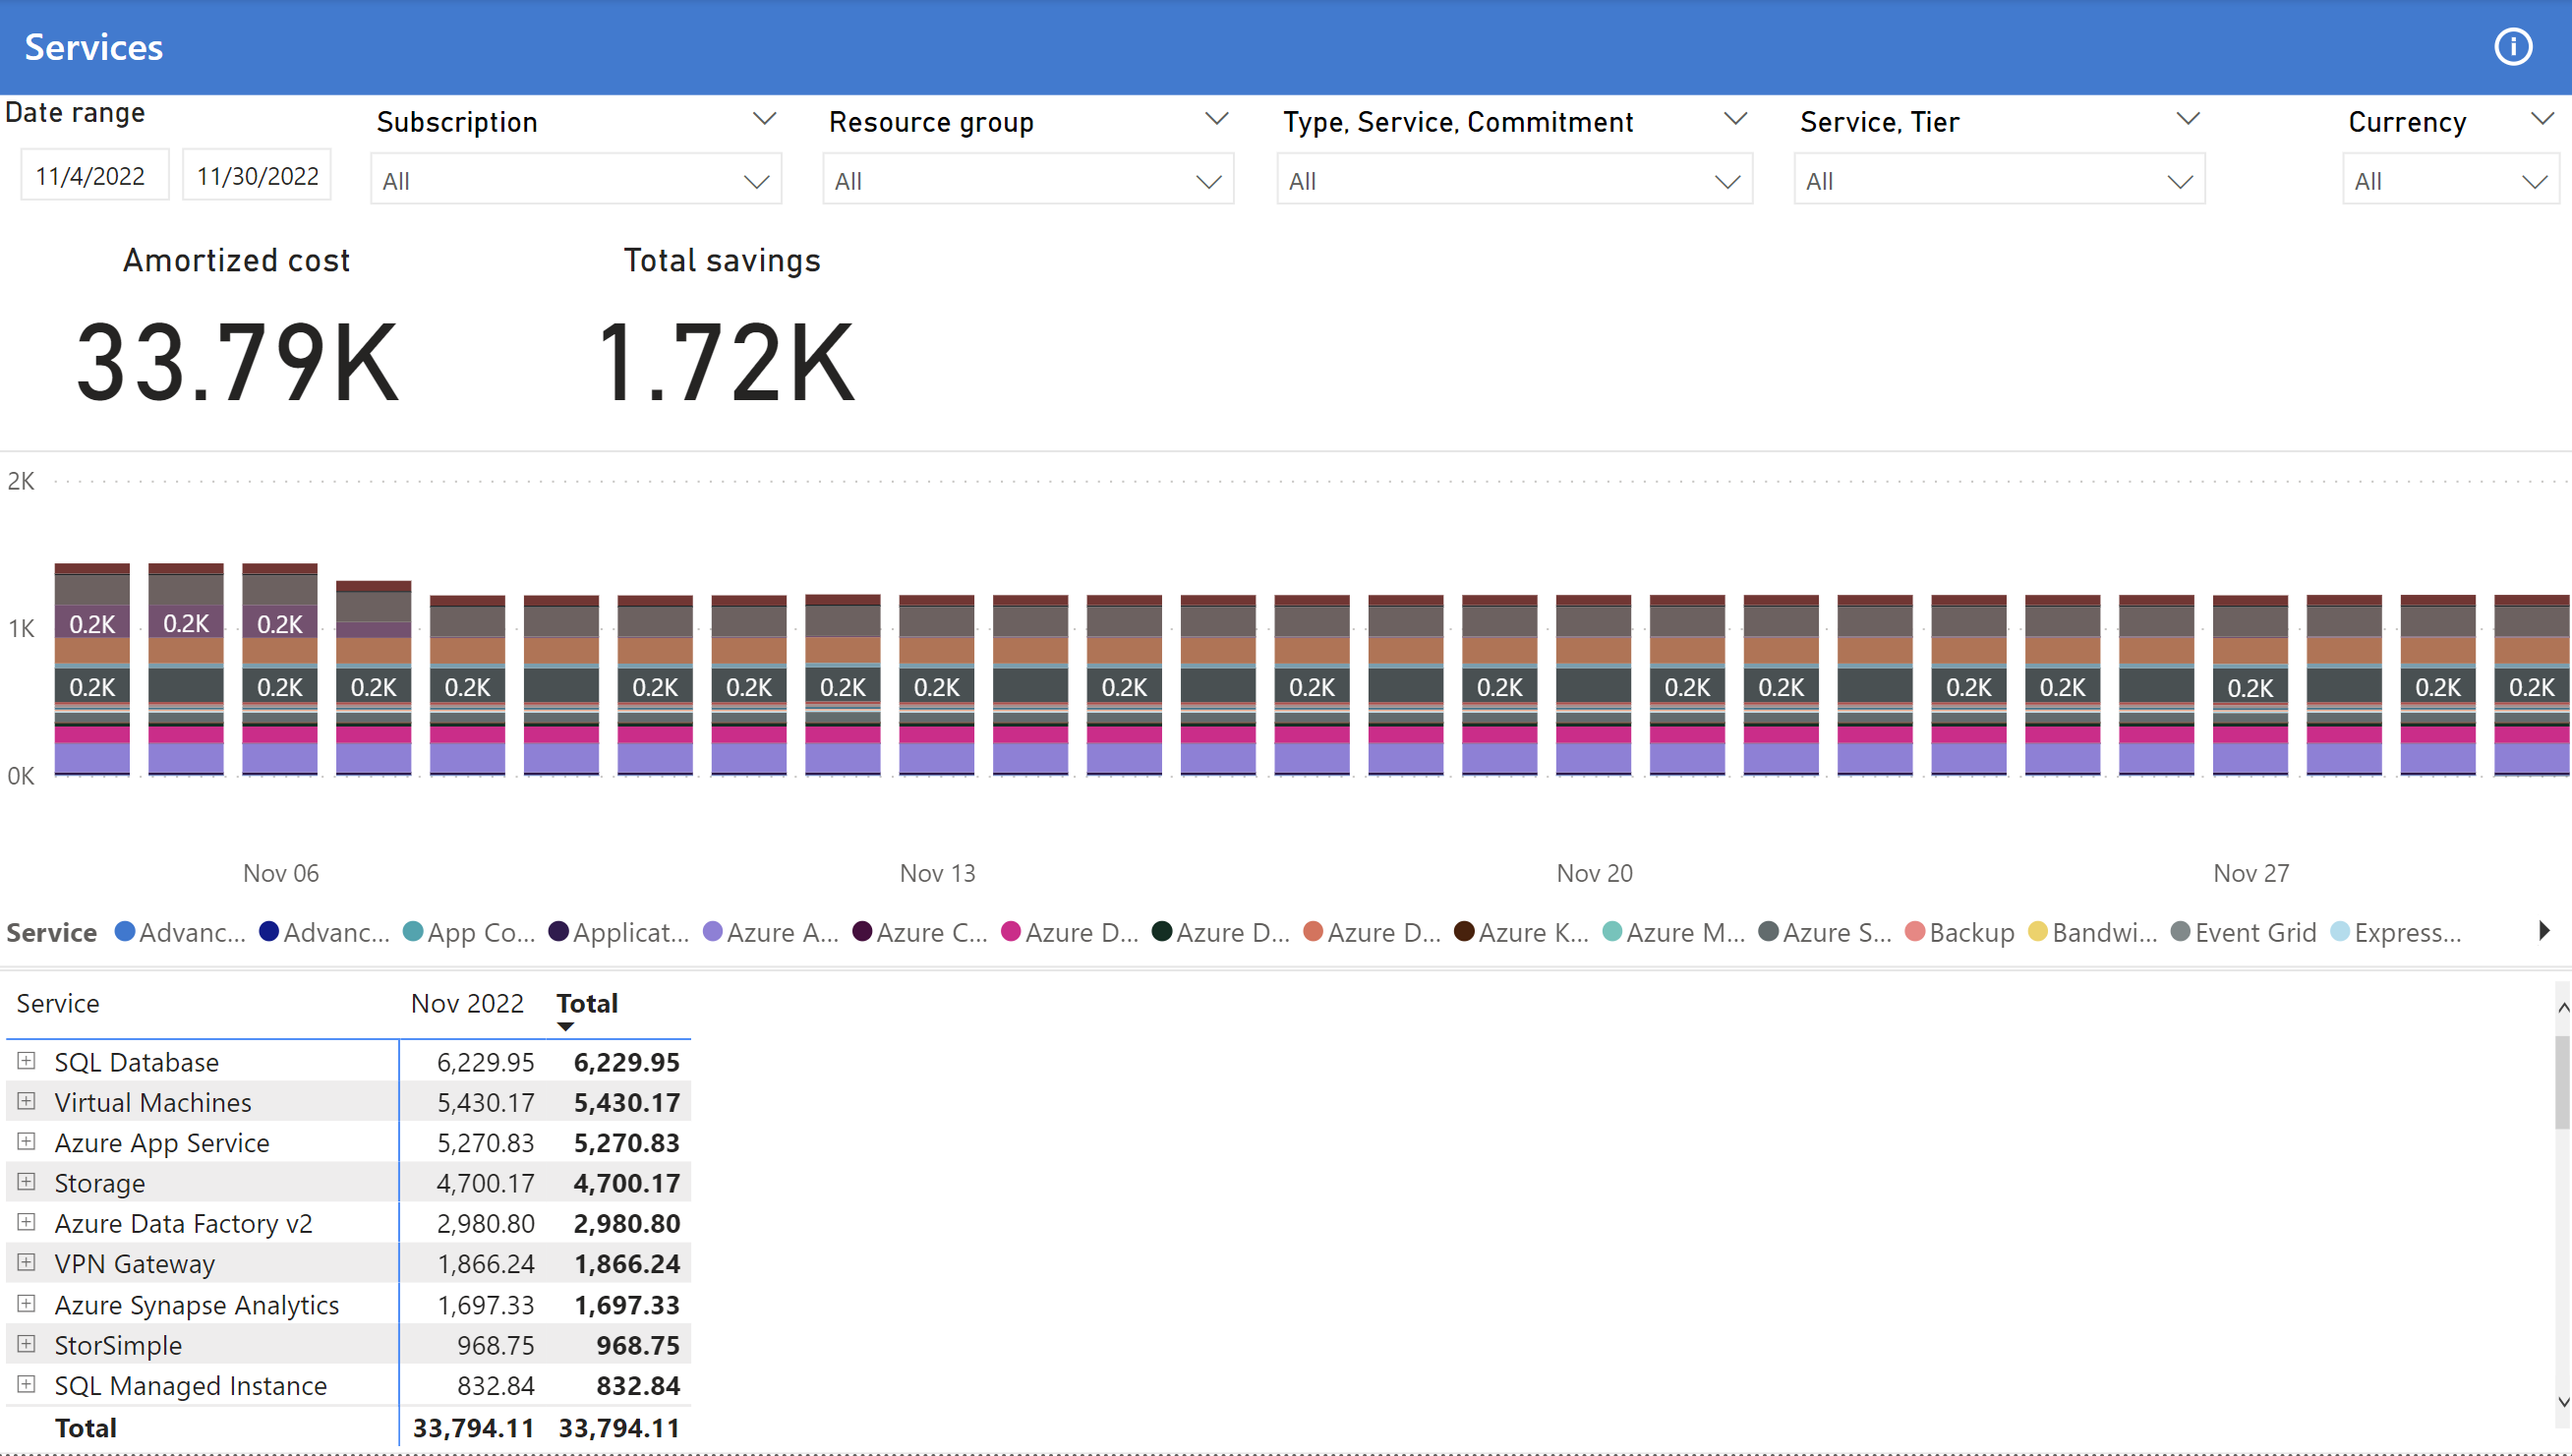 Services
Date range
Subscription
Resource group
Type, Service, Commitment
Service, Tier
Currency
11/4/2022 11/30/2022 All All All All All
Amortized cost Total savings
33.79K 1.72K
2K
0.2K 0.2K 0.2K
1K
0.2K 0.2K 0.2K 0.2K 0.2K 0.2K 0.2K 0.2K 0.2K 0.2K 0.2K 0.2K 0.2K 0.2K 0.2K 0.2K 0.2K 0.2K
0K
Nov 06 Nov 13 Nov 20 Nov 27
Service Advanc... Advanc... App Co... Applicat... Azure A... Azure C... Azure D... Azure D... Azure D... Azure K... Azure M... Azure S... Backup Bandwi... Event Grid Express...
Service Nov 2022 Total
SQL Database 6,229.95 6,229.95
Virtual Machines 5,430.17 5,430.17
Azure App Service 5,270.83 5,270.83
Storage 4,700.17 4,700.17
Azure Data Factory v2 2,980.80 2,980.80
VPN Gateway 1,866.24 1,866.24
Azure Synapse Analytics 1,697.33 1,697.33
StorSimple 968.75 968.75
SQL Managed Instance 832.84 832.84
Total 33,794.11 33,794.11